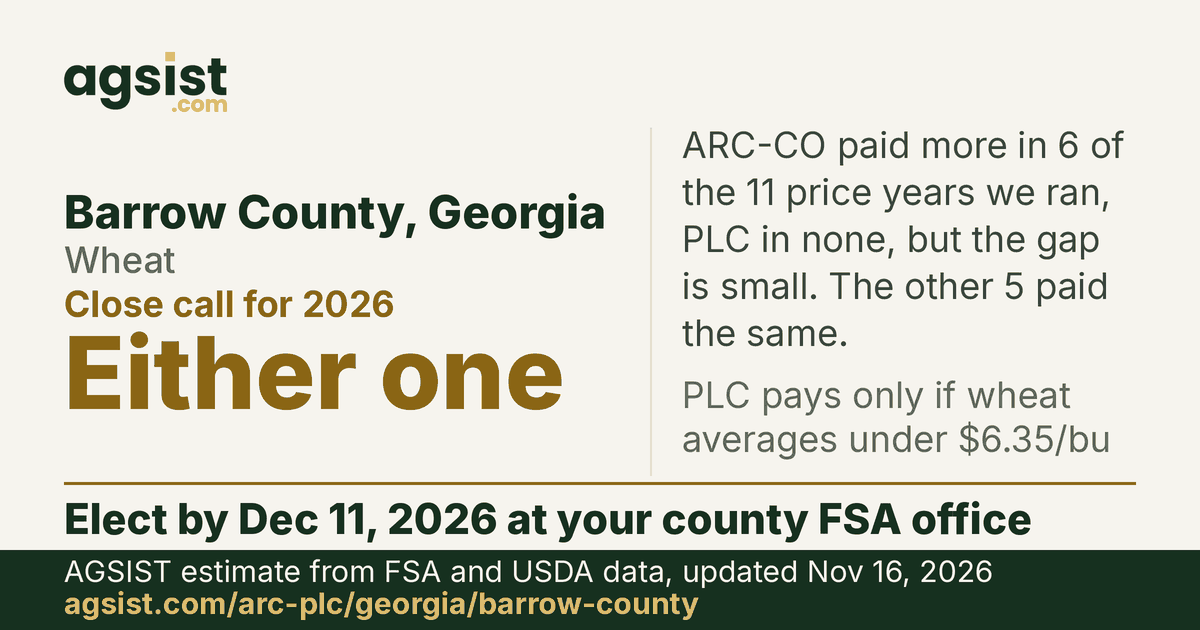 agsist
.com
Barrow County, Georgia
Wheat
Close call for 2026
Either one
ARC-CO paid more in 6 of
the 11 price years we ran,
PLC in none, but the gap
is small. The other 5 paid
the same.
PLC pays only if wheat
averages under $6.35/bu
Elect by Dec 11, 2026 at your county FSA office
AGSIST estimate from FSA and USDA data, updated Nov 16, 2026
agsist.com/arc-plc/georgia/barrow-county